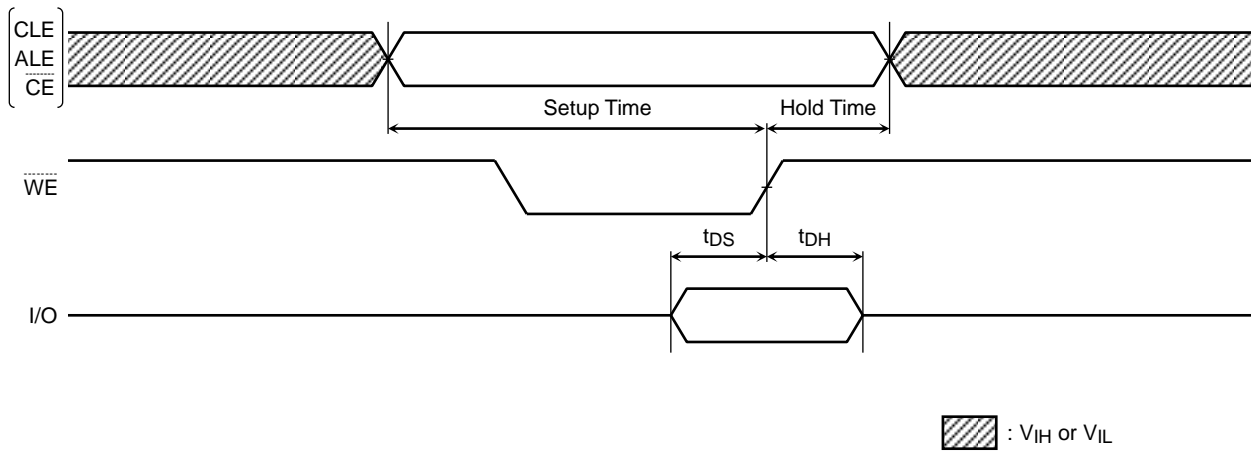 CLE
ALE
CE
Setup Time
Hold Time
WE
tDS
tDH
I/O
: VIH or VIL